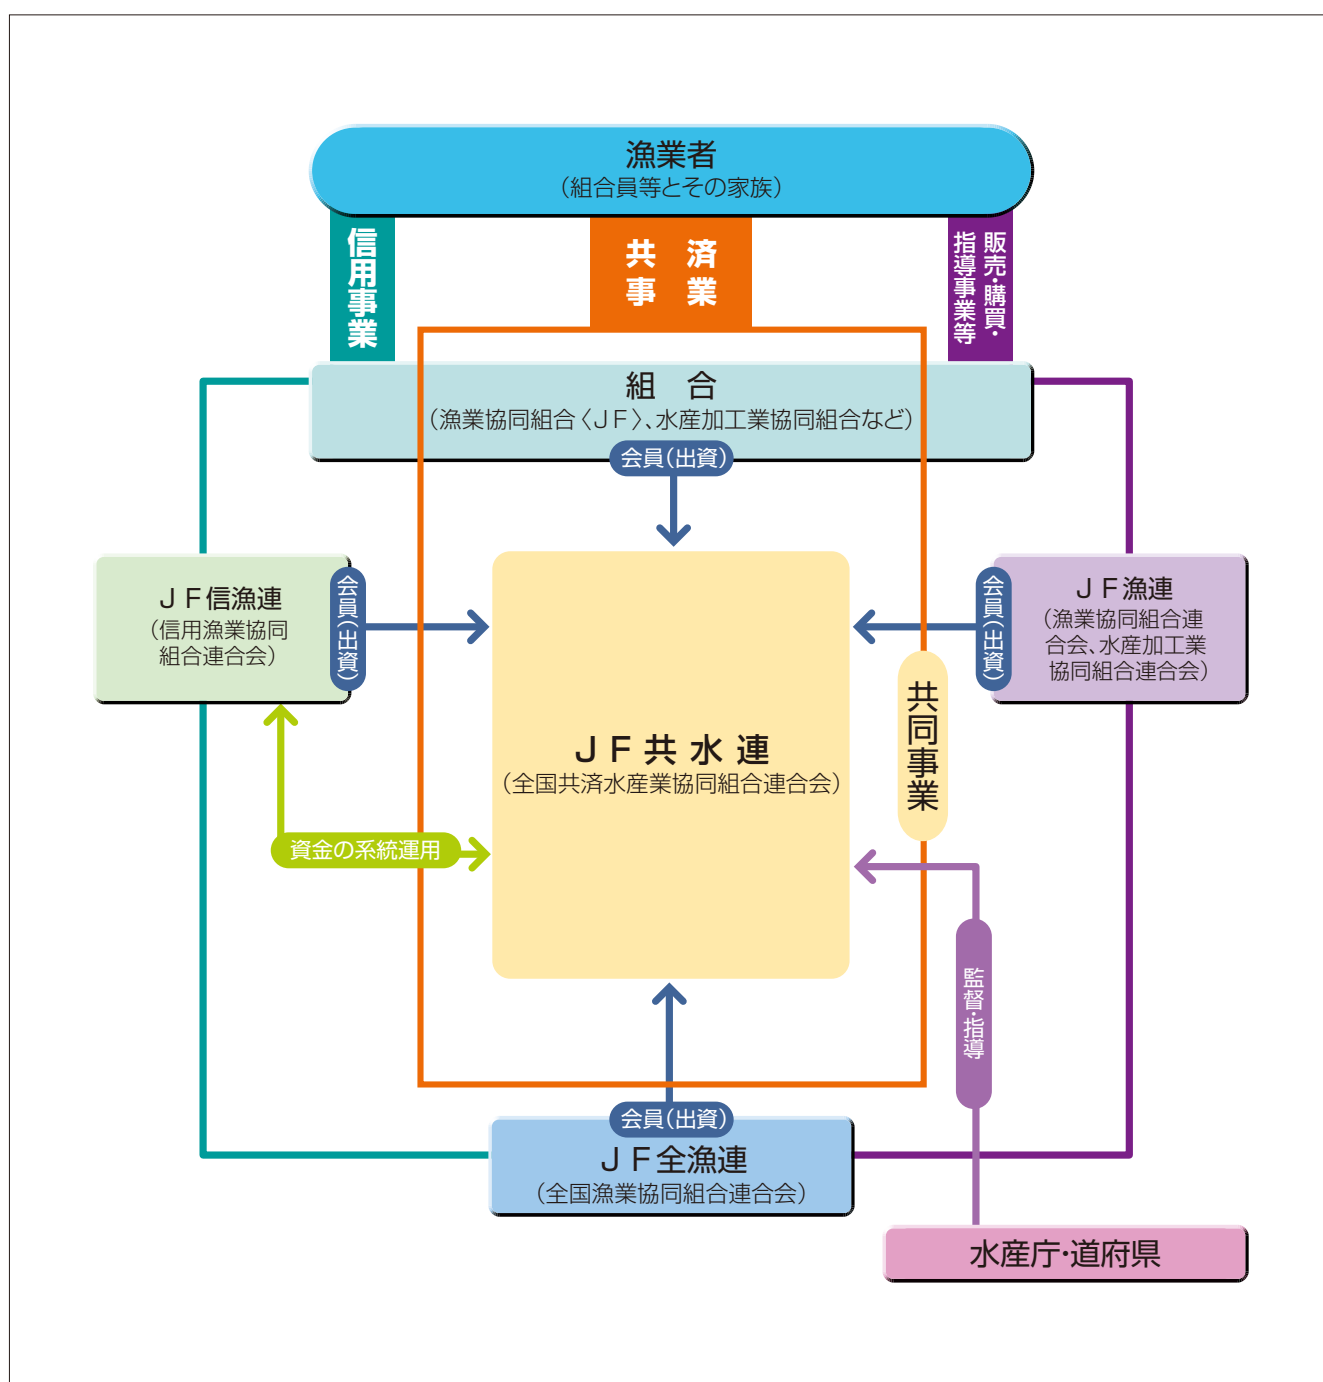 漁業者
（組合員等とその家族）
信用事業
共済
事業
販売・購買・
指導事業等
組合
（漁業協同組合〈JF〉、水産加工業協同組合など）
会員（出資）
JF信漁連
（信用漁業協同
組合連合会）
会員（出資）
会員（出資）
JF漁連
（漁業協同組合連
合会、水産加工業
協同組合連合会）
JF共水連
（全国共済水産業協同組合連合会）
共同事業
資金の系統運用
監督・指導
会員（出資）
JF全漁連
（全国漁業協同組合連合会）
水産庁・道府県